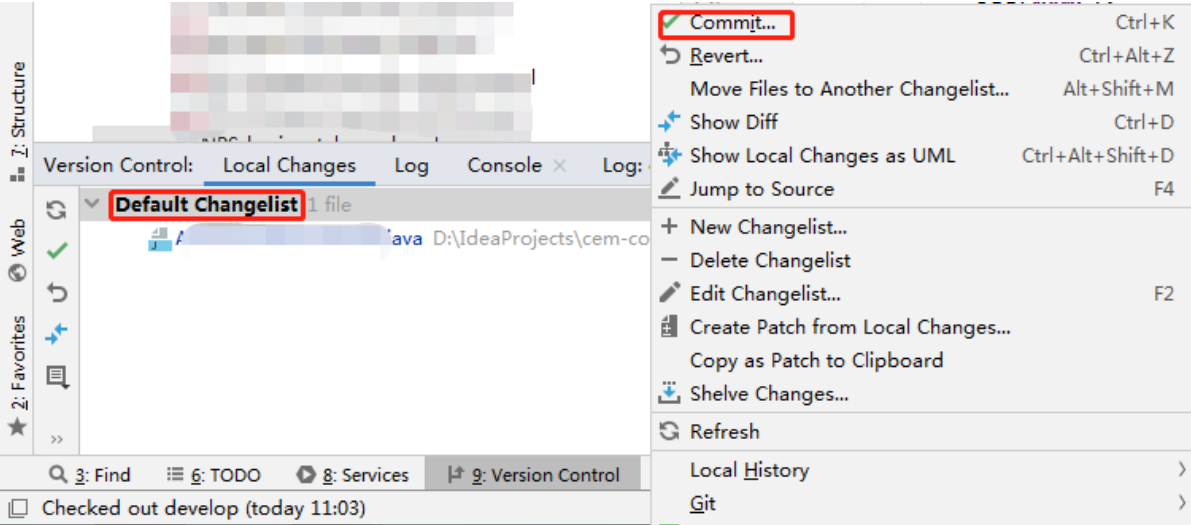 7: Structure
Web
2: Favorites
Version Control: Local Changes Log Console × Log:
Default Changelist 1 file
ava D:\IdeaProjects\cem-co
3: Find 6: TODO 8: Services 9: Version Control
Checked out develop (today 11:03)
Commit... Ctrl+K
Revert... Ctrl+Alt+Z
Move Files to Another Changelist... Alt+Shift+M
Show Diff Ctrl+D
Show Local Changes as UML Ctrl+Alt+Shift+D
Jump to Source F4
New Changelist...
Delete Changelist
Edit Changelist... F2
Create Patch from Local Changes...
Copy as Patch to Clipboard
Shelve Changes...
Refresh
Local History
Git